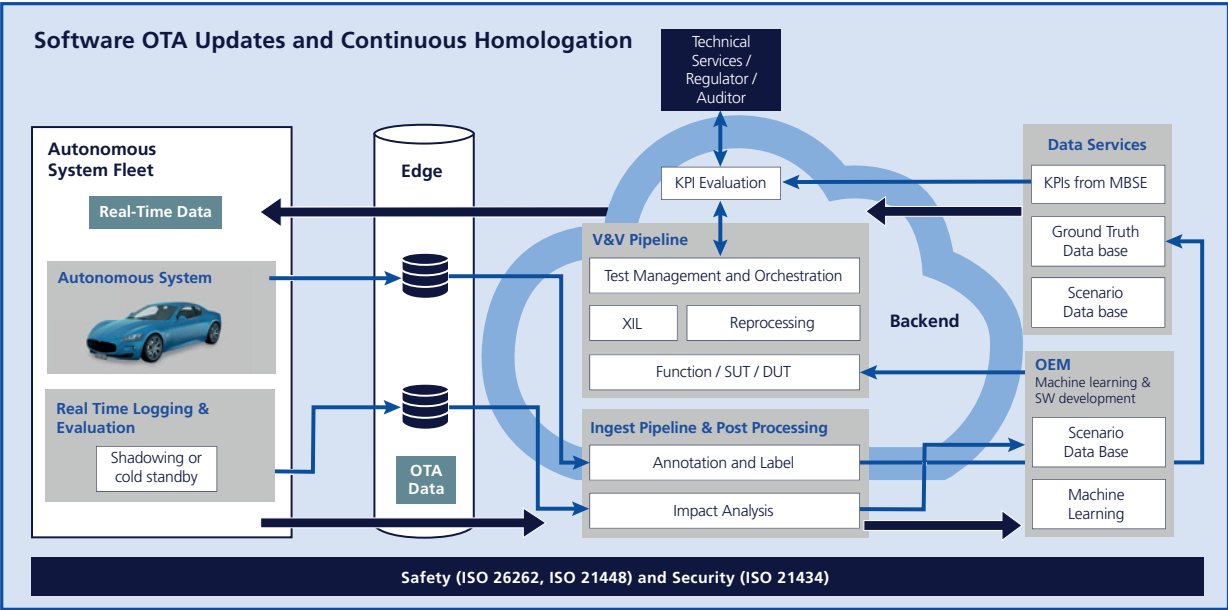 Software OTA Updates and Continuous Homologation
Technical
Services /
Regulator /
Auditor
Autonomous
System Fleet
Real-Time Data
Autonomous System
Real Time Logging &
Evaluation
Shadowing or
cold standby
Edge
OTA
Data
KPI Evaluation
V&V Pipeline
Test Management and Orchestration
XIL
Reprocessing
Function / SUT / DUT
Ingest Pipeline & Post Processing
Annotation and Label
Impact Analysis
Backend
Data Services
KPIs from MBSE
Ground Truth
Data base
Scenario
Data base
OEM
Machine learning &
SW development
Scenario
Data Base
Machine
Learning
Safety (ISO 26262, ISO 21448) and Security (ISO 21434)